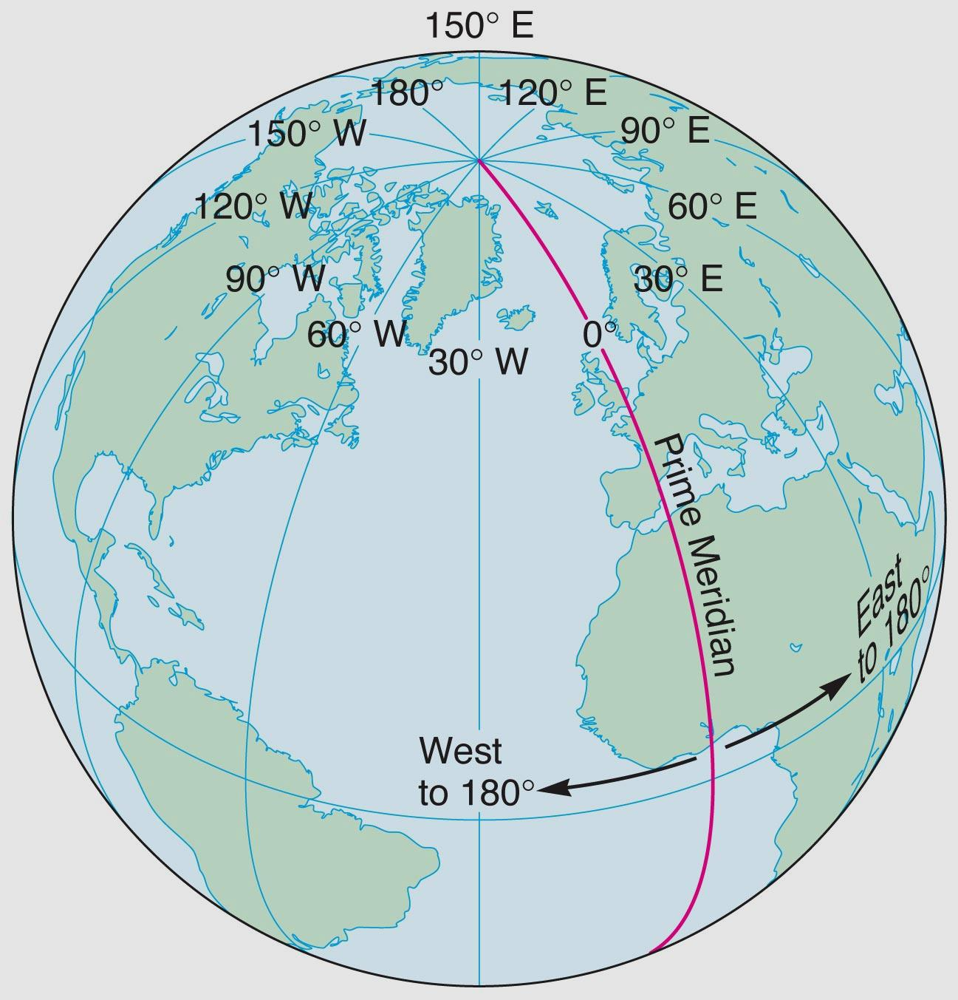 150° E
180°
120° E
150° W
90° E
120° W
60° E
90° W
30° E
60° W
0°
30° W
Prime Meridian
East
to 180°
West
to 180°